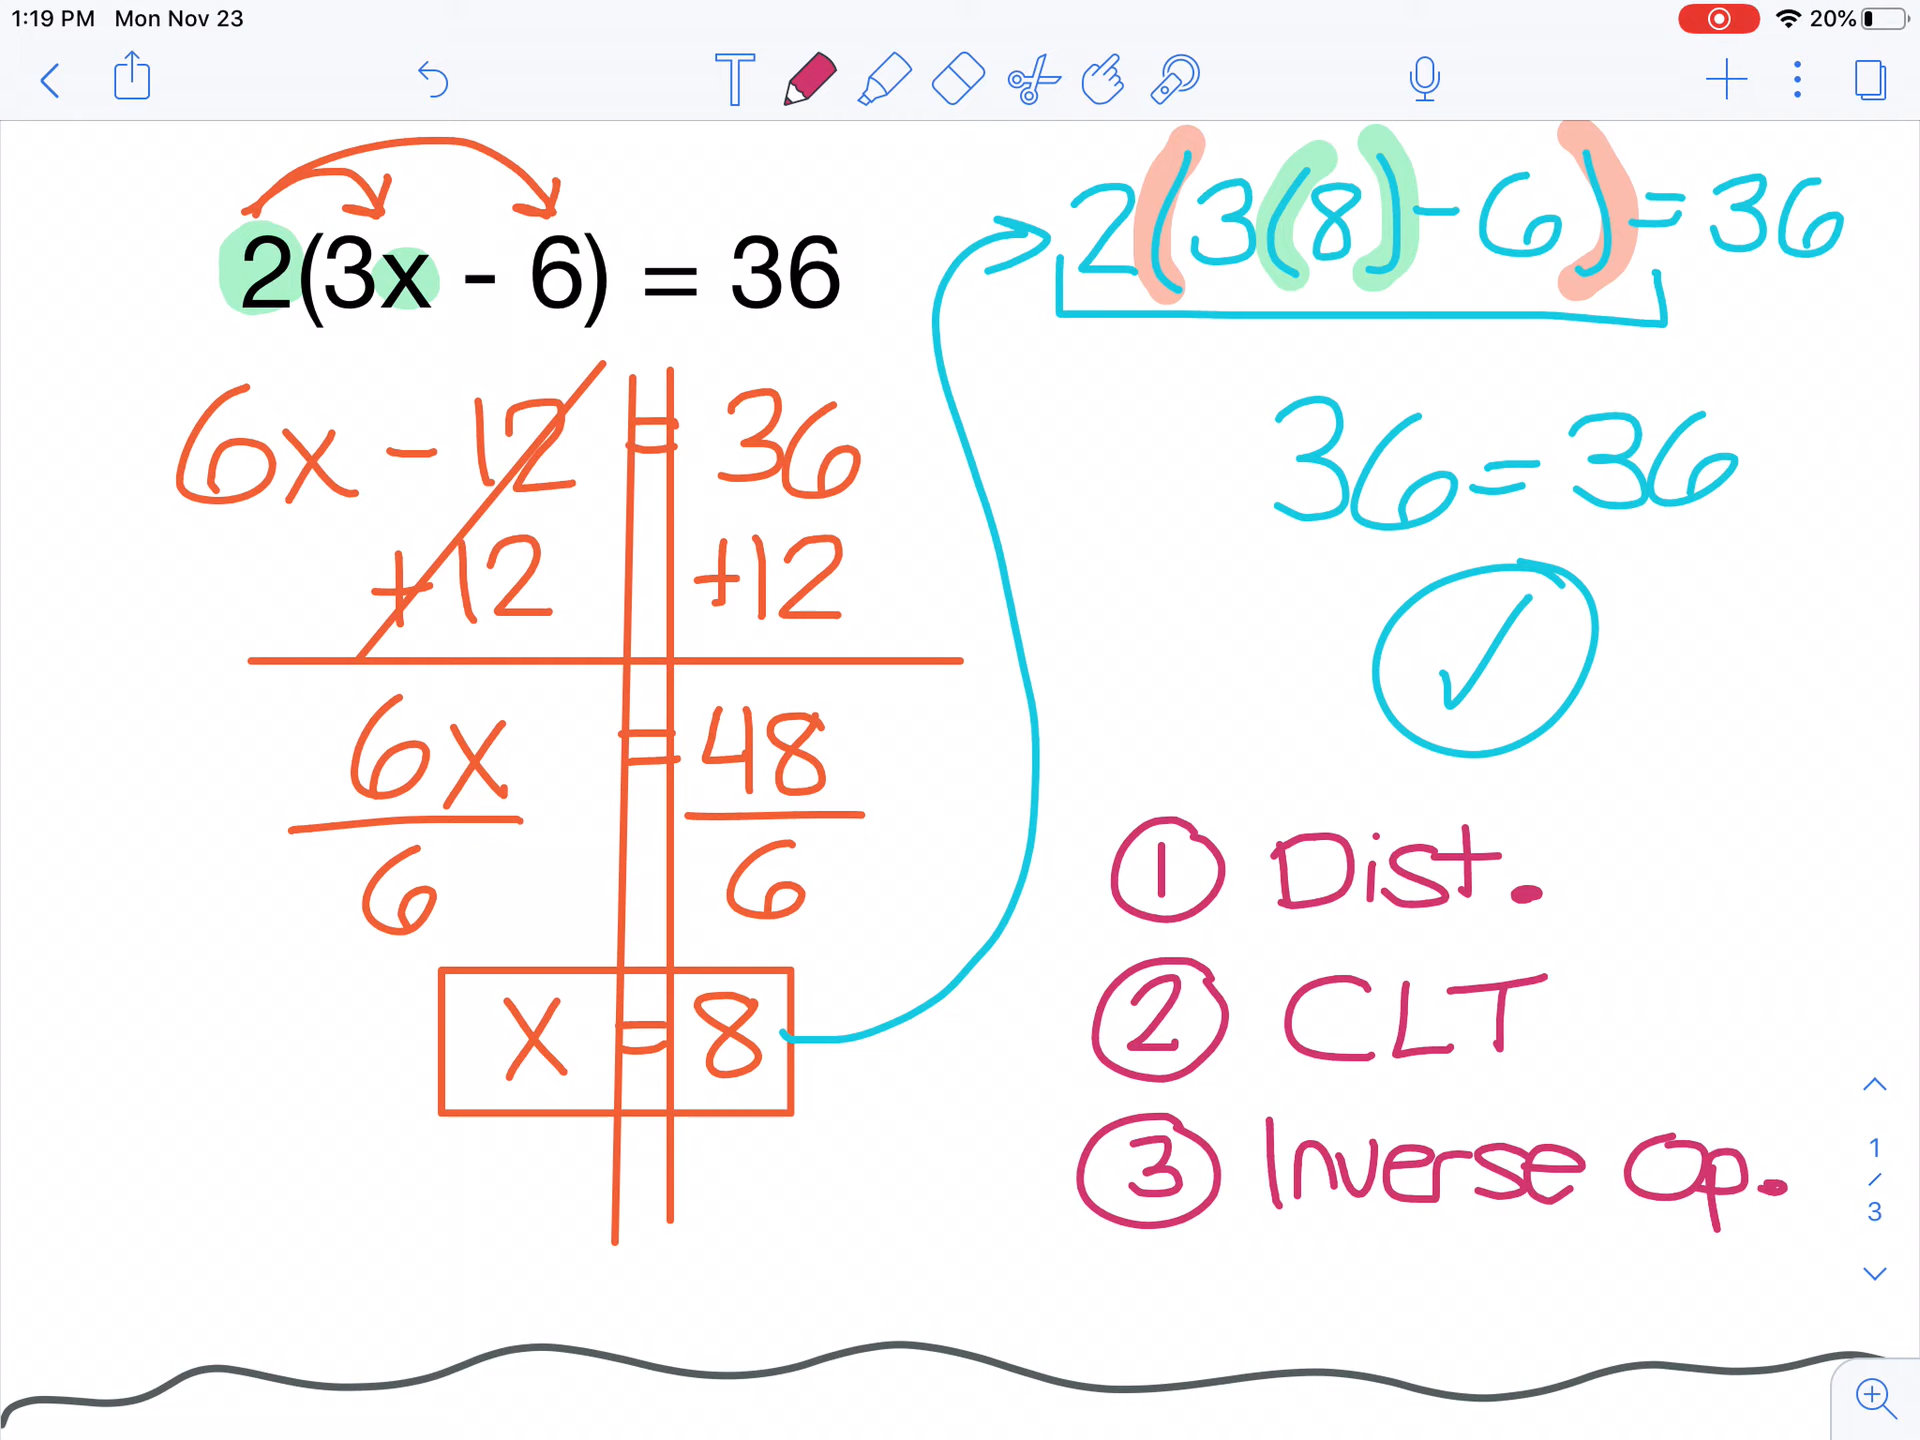 1:19 PM Mon Nov 23
20%
2(3x - 6) = 36
6x - 12 = 36
+12 +12
6x = 48
6 6
x = 8
2(3(8) - 6) = 36
36 = 36
✓
1 Dist.
2 CLT
3 Inverse Op.
1
/
3